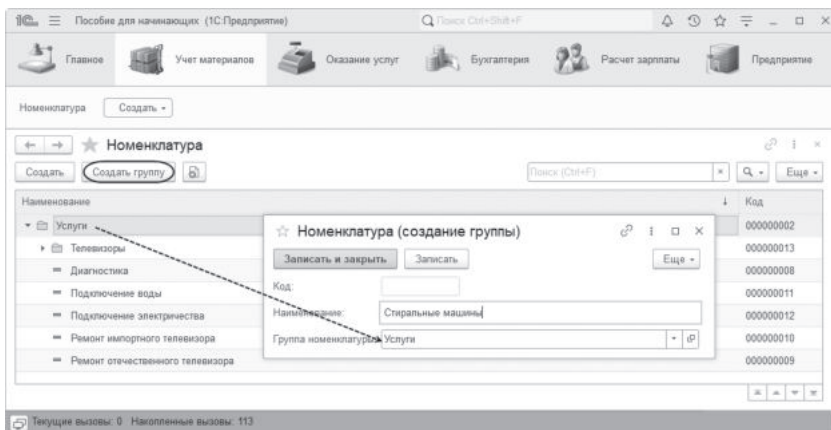 1С Пособие для начинающих (1С:Предприятие) Поиск Ctrl+Shift+F
Главное Учет материалов Оказание услуг Бухгалтерия Расчет зарплаты Предприятие
Номенклатура Создать
Номенклатура
Создать Создать группу Поиск (Ctrl+F) Еще
Наименование Код
Услуги 000000002
Телевизоры 000000013
Диагностика 000000008
Подключение воды 000000011
Подключение электричества 000000012
Ремонт импортного телевизора 000000010
Ремонт отечественного телевизора 000000009
Номенклатура (создание группы)
Записать и закрыть Записать Еще
Код:
Наименование: Стиральные машины
Группа номенклатуры: Услуги
Текущие вызовы: 0 Накопленные вызовы: 113